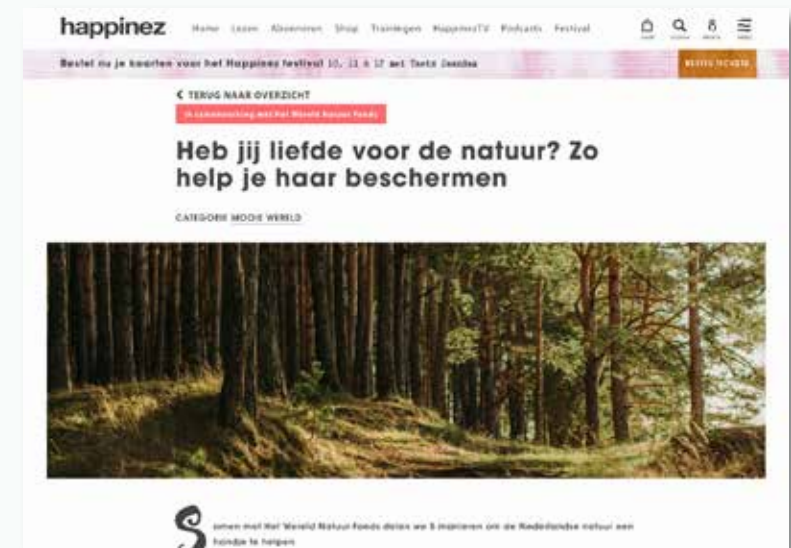 happinez Home Lezen Abonneren Shop Trainingen HappinezTV Podcasts Festival
Bestel nu je kaarten voor het Happinez festival 10, 11 & 12
BESTEL TICKETS
TERUG NAAR OVERZICHT
In samenwerking met Het Wereld Natuur Fonds
Heb jij liefde voor de natuur? Zo
help je haar beschermen
CATEGORIE MOOIE WERELD
Samen met Het Wereld Natuur Fonds delen we 5 manieren om de Nederlandse natuur een
handje te helpen